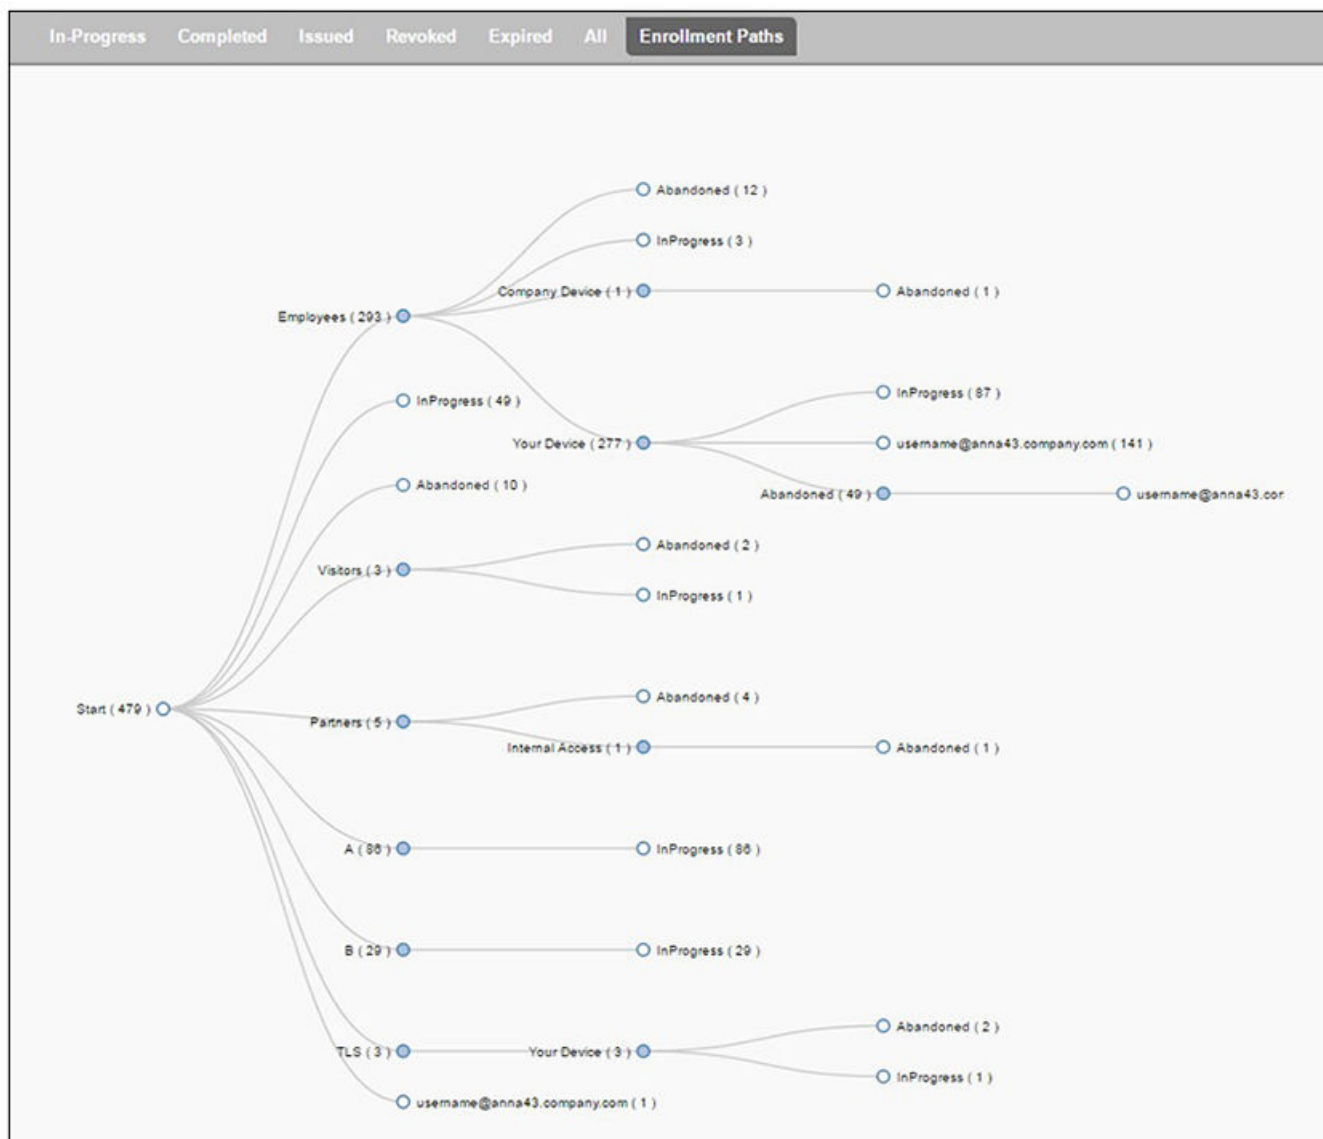 In-Progress Completed Issued Revoked Expired All Enrollment Paths
Abandoned ( 12 )
InProgress ( 3 )
Company Device ( 1 ) Abandoned ( 1 )
Employees ( 293 )
InProgress ( 87 )
InProgress ( 49 )
Your Device ( 277 ) username@anna43.company.com ( 141 )
Abandoned ( 10 )
Abandoned ( 49 ) username@anna43.cor
Abandoned ( 2 )
Visitors ( 3 )
InProgress ( 1 )
Abandoned ( 4 )
Start ( 479 )
Partners ( 5 )
Internal Access ( 1 ) Abandoned ( 1 )
A ( 86 ) InProgress ( 86 )
B ( 29 ) InProgress ( 29 )
Abandoned ( 2 )
TLS ( 3 ) Your Device ( 3 )
InProgress ( 1 )
username@anna43.company.com ( 1 )